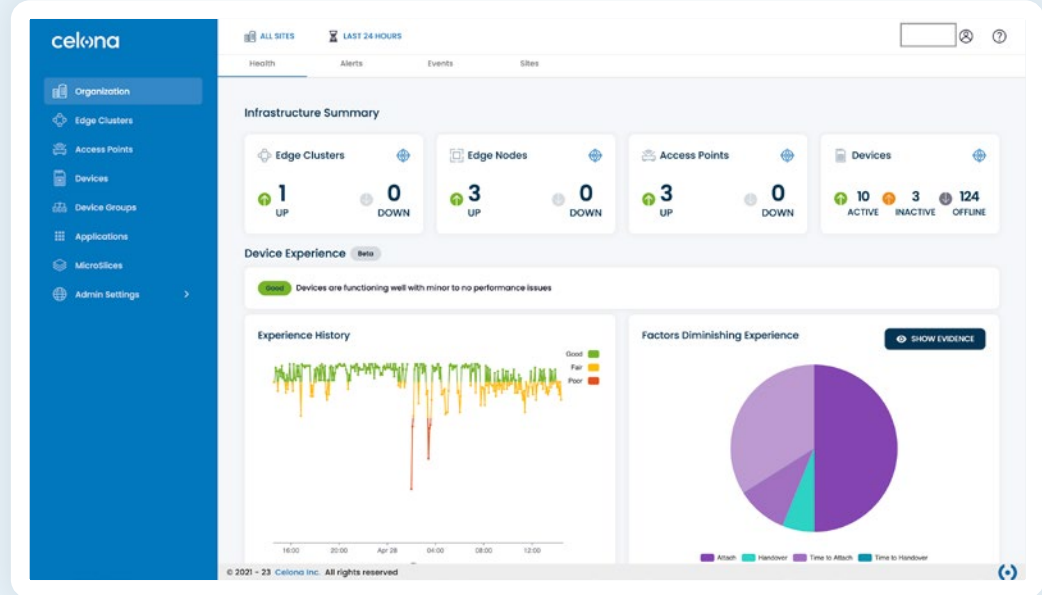 celona
ALL SITES
LAST 24 HOURS
Health
Alerts
Events
Sites
Organization
Edge Clusters
Access Points
Devices
Device Groups
Applications
MicroSlices
Admin Settings
Infrastructure Summary
Edge Clusters
1
UP
0
DOWN
Edge Nodes
3
UP
0
DOWN
Access Points
3
UP
0
DOWN
Devices
10
ACTIVE
3
INACTIVE
124
OFFLINE
Device Experience Beta
Good Devices are functioning well with minor to no performance issues
Experience History
Good
Fair
Poor
16:00 20:00 Apr 28 04:00 08:00 12:00
Factors Diminishing Experience
SHOW EVIDENCE
Attach Handover Time to Attach Time to Handover
© 2021 - 23 Celona Inc. All rights reserved